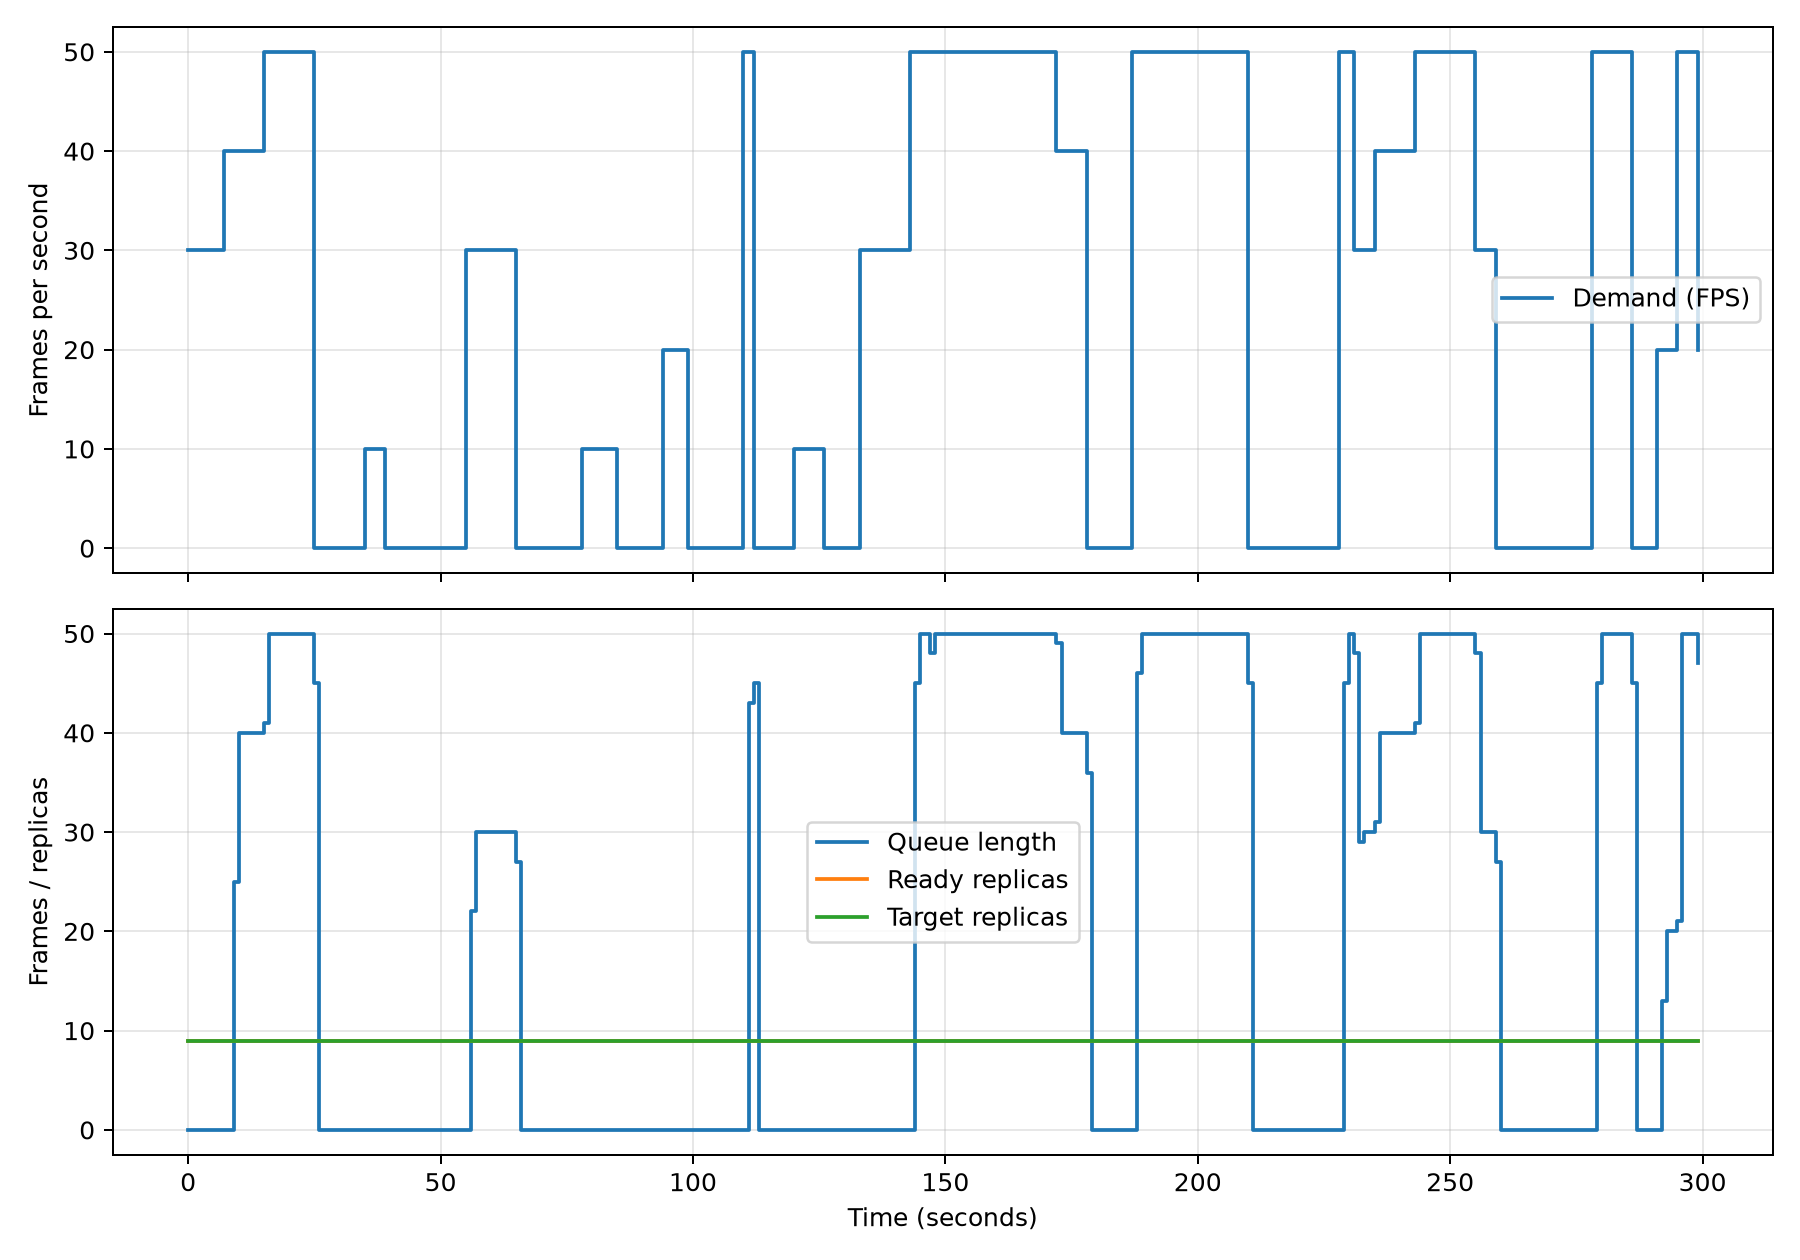 50
40
30
20
10
0
Frames per second
Demand (FPS)
50
40
30
20
10
0
Frames / replicas
Queue length
Ready replicas
Target replicas
0 50 100 150 200 250 300
Time (seconds)